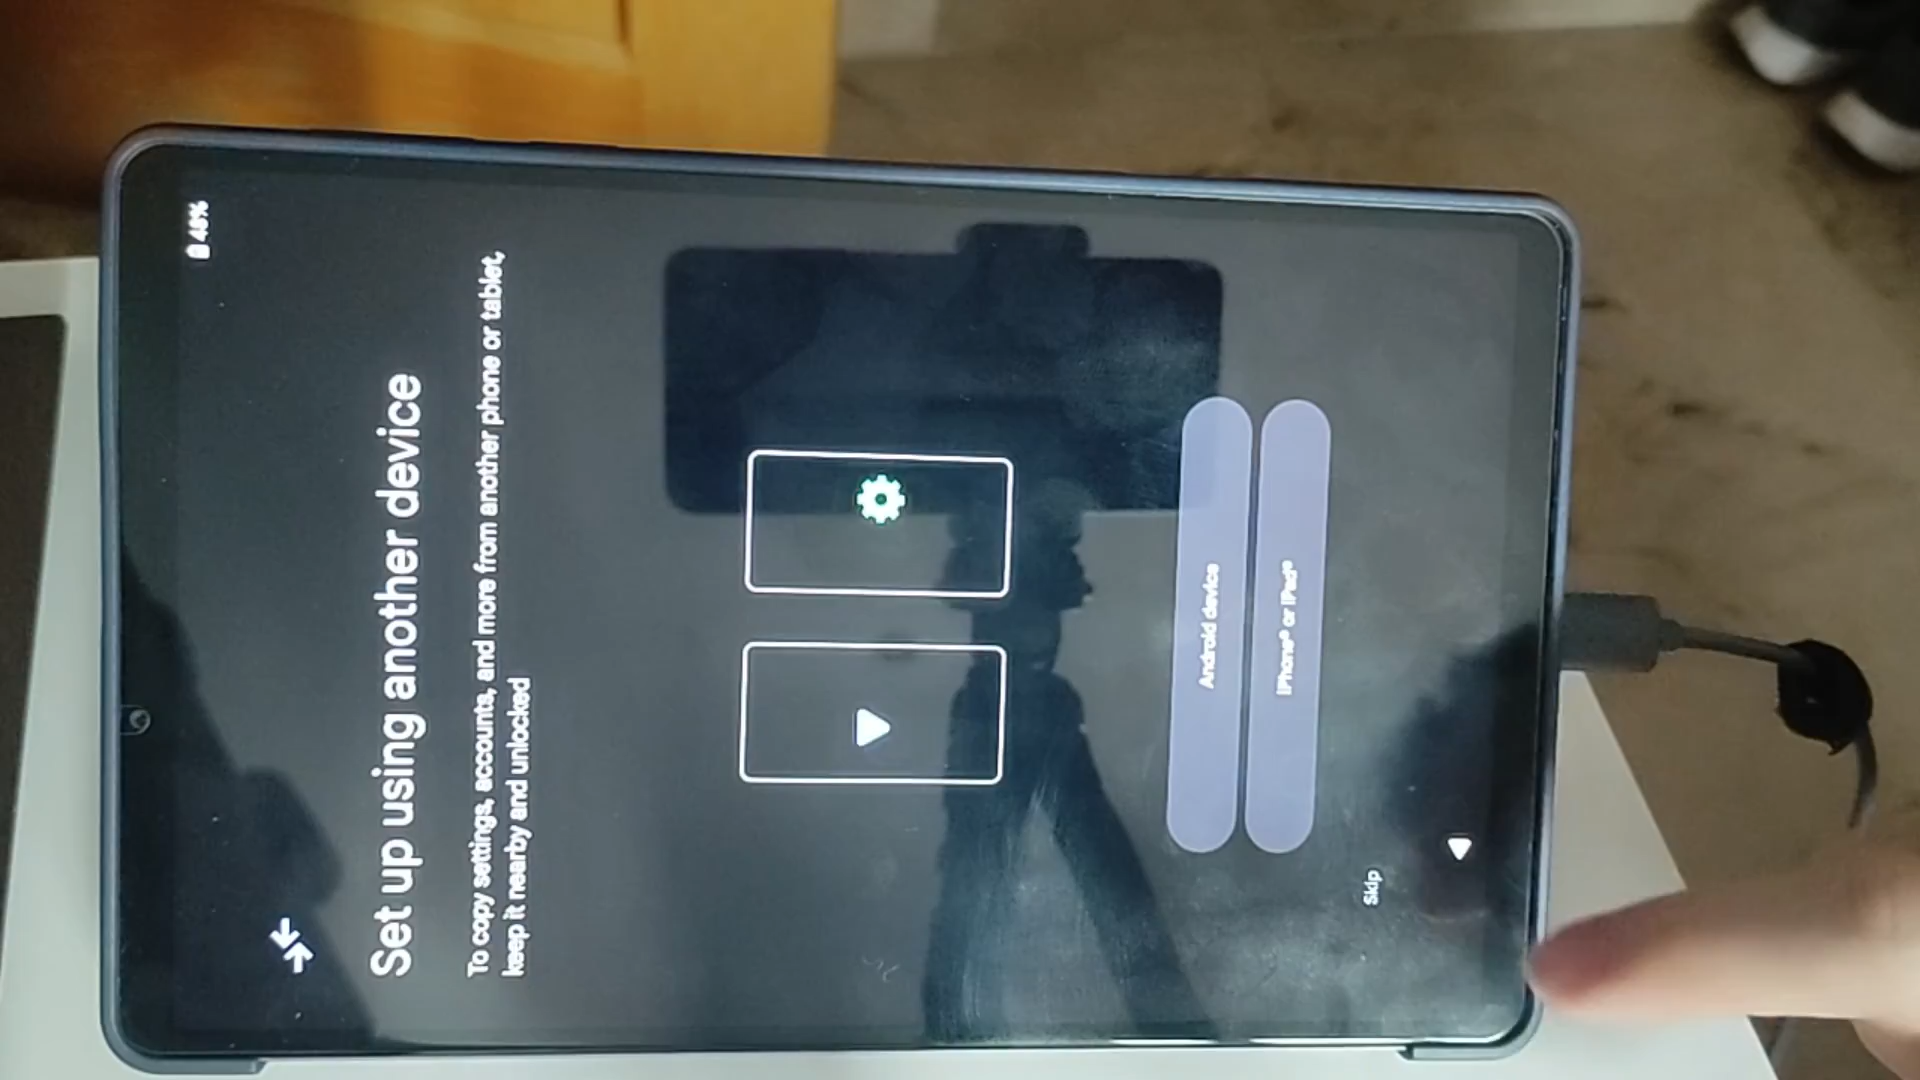 48%
Set up using another device
To copy settings, accounts, and more from another phone or tablet,
keep it nearby and unlocked
Android device
iPhone® or iPad®
Skip